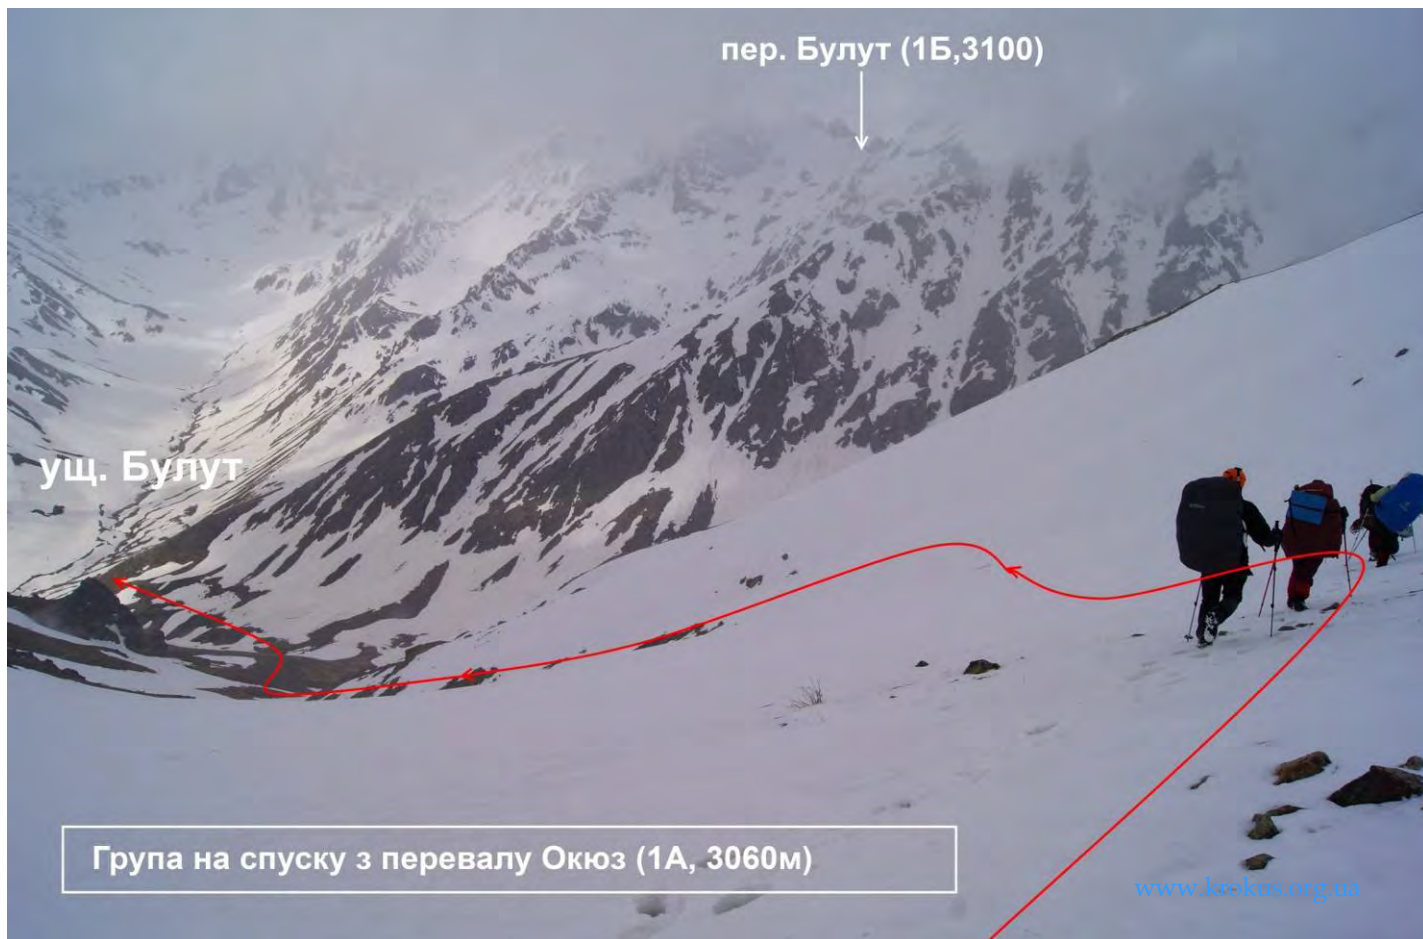 пер. Булут (1Б,3100)
ущ. Булут
Група на спуску з перевалу Окюз (1А, 3060м)
www.krokus.org.ua